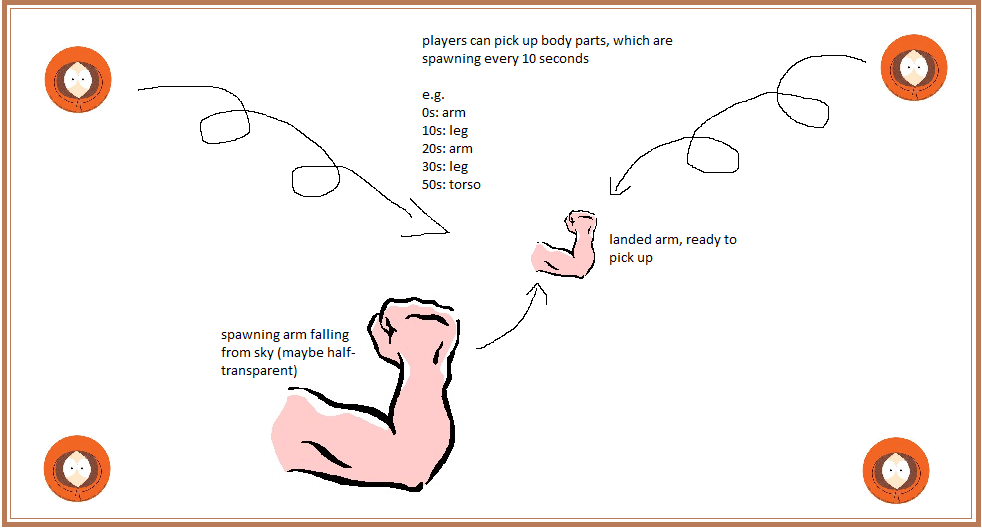 players can pick up body parts, which are
spawning every 10 seconds
e.g.
0s: arm
10s: leg
20s: arm
30s: leg
50s: torso
landed arm, ready to
pick up
spawning arm falling
from sky (maybe half-
transparent)